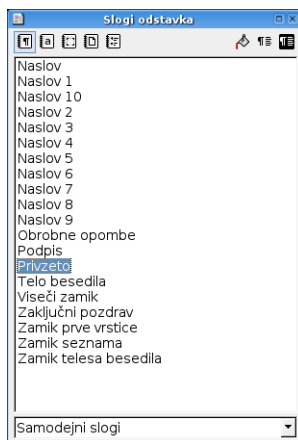 Slogi odstavka
Naslov
Naslov 1
Naslov 10
Naslov 2
Naslov 3
Naslov 4
Naslov 5
Naslov 6
Naslov 7
Naslov 8
Naslov 9
Obrobne opombe
Podpis
Privzeto
Telo besedila
Viseči zamik
Zaključni pozdrav
Zamik prve vrstice
Zamik seznama
Zamik telesa besedila
Samodejni slogi